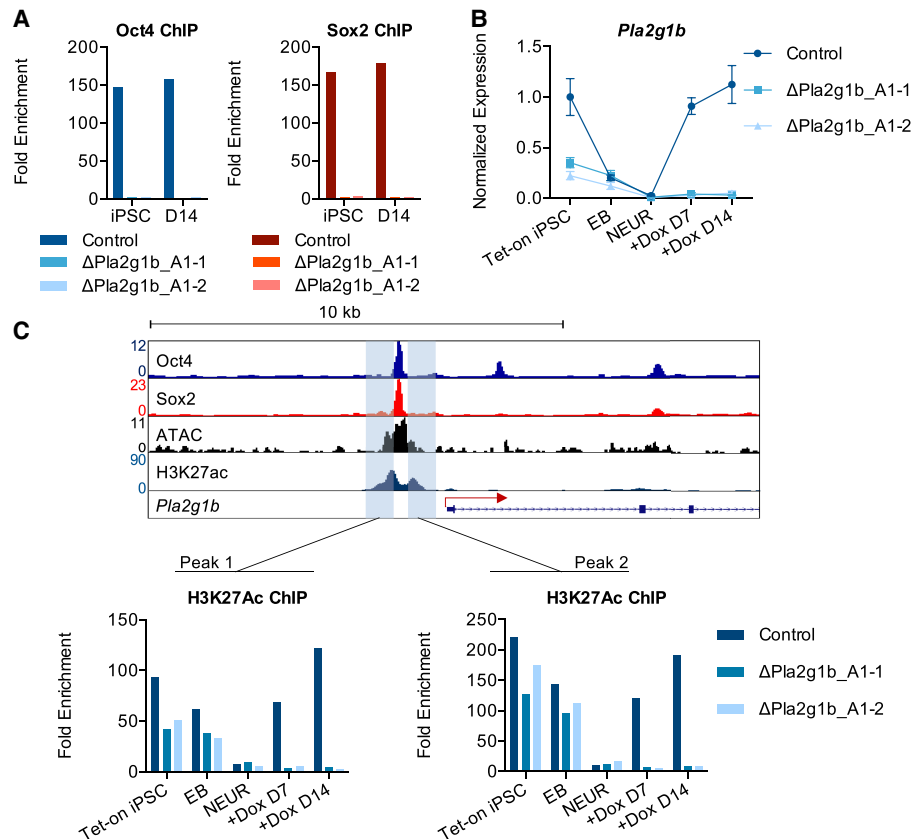 A
Oct4 ChIP
Fold Enrichment
200
150
100
50
0
iPSC D14
Control
ΔPla2g1b_A1-1
ΔPla2g1b_A1-2
Sox2 ChIP
Fold Enrichment
200
150
100
50
0
iPSC D14
Control
ΔPla2g1b_A1-1
ΔPla2g1b_A1-2
B
Pla2g1b
Normalized Expression
1.5
1.0
0.5
0.0
Tet-on iPSC
EB
NEUR
+Dox D7
+Dox D14
Control
ΔPla2g1b_A1-1
ΔPla2g1b_A1-2
C
10 kb
12
0
Oct4
23
0
Sox2
11
0
ATAC
90
0
H3K27ac
Pla2g1b
Peak 1
H3K27Ac ChIP
Fold Enrichment
150
100
50
0
Tet-on iPSC
EB
NEUR
+Dox D7
+Dox D14
Peak 2
H3K27Ac ChIP
Fold Enrichment
250
200
150
100
50
0
Tet-on iPSC
EB
NEUR
+Dox D7
+Dox D14
Control
ΔPla2g1b_A1-1
ΔPla2g1b_A1-2